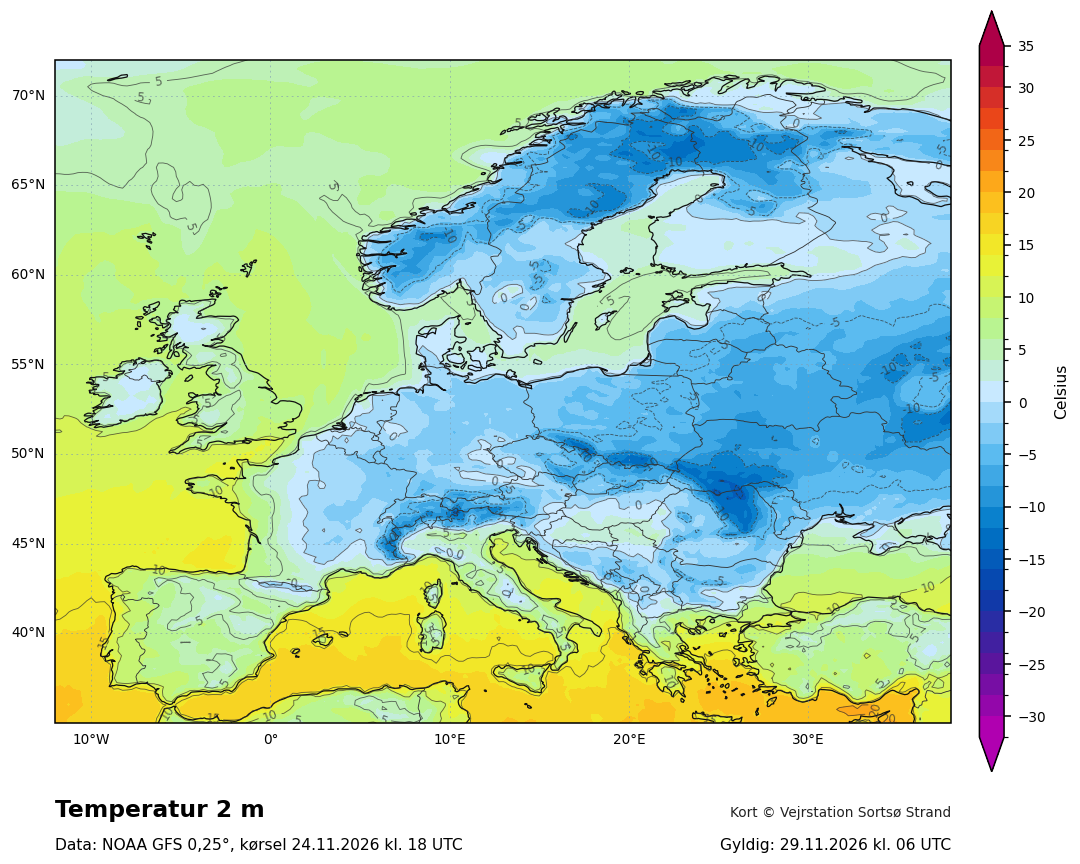 35
30
25
20
15
10
5
0
−5
−10
−15
−20
−25
−30
Celsius
70°N
65°N
60°N
55°N
50°N
45°N
40°N
10°W
0°
10°E
20°E
30°E
Temperatur 2 m
Kort © Vejrstation Sortsø Strand
Data: NOAA GFS 0,25°, kørsel 24.11.2026 kl. 18 UTC
Gyldig: 29.11.2026 kl. 06 UTC